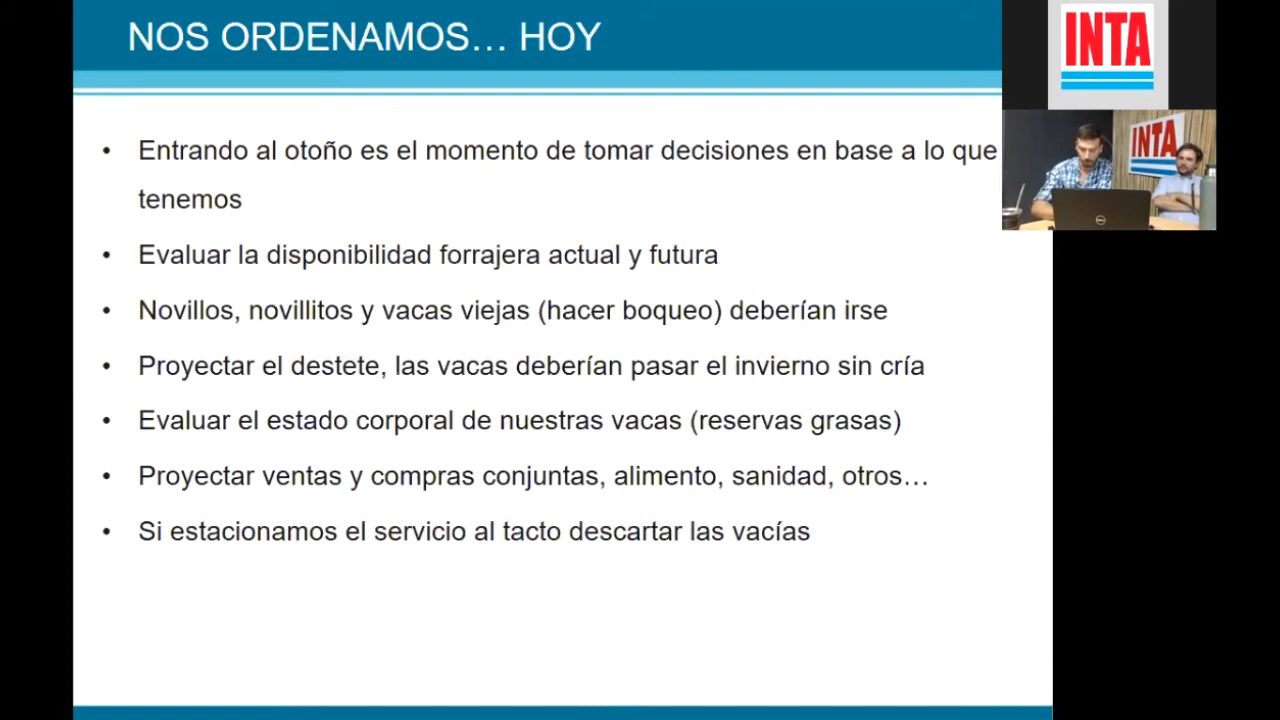 NOS ORDENAMOS… HOY
• Entrando al otoño es el momento de tomar decisiones en base a lo que
tenemos
• Evaluar la disponibilidad forrajera actual y futura
• Novillos, novillitos y vacas viejas (hacer boqueo) deberían irse
• Proyectar el destete, las vacas deberían pasar el invierno sin cría
• Evaluar el estado corporal de nuestras vacas (reservas grasas)
• Proyectar ventas y compras conjuntas, alimento, sanidad, otros…
• Si estacionamos el servicio al tacto descartar las vacías
INTA
INTA